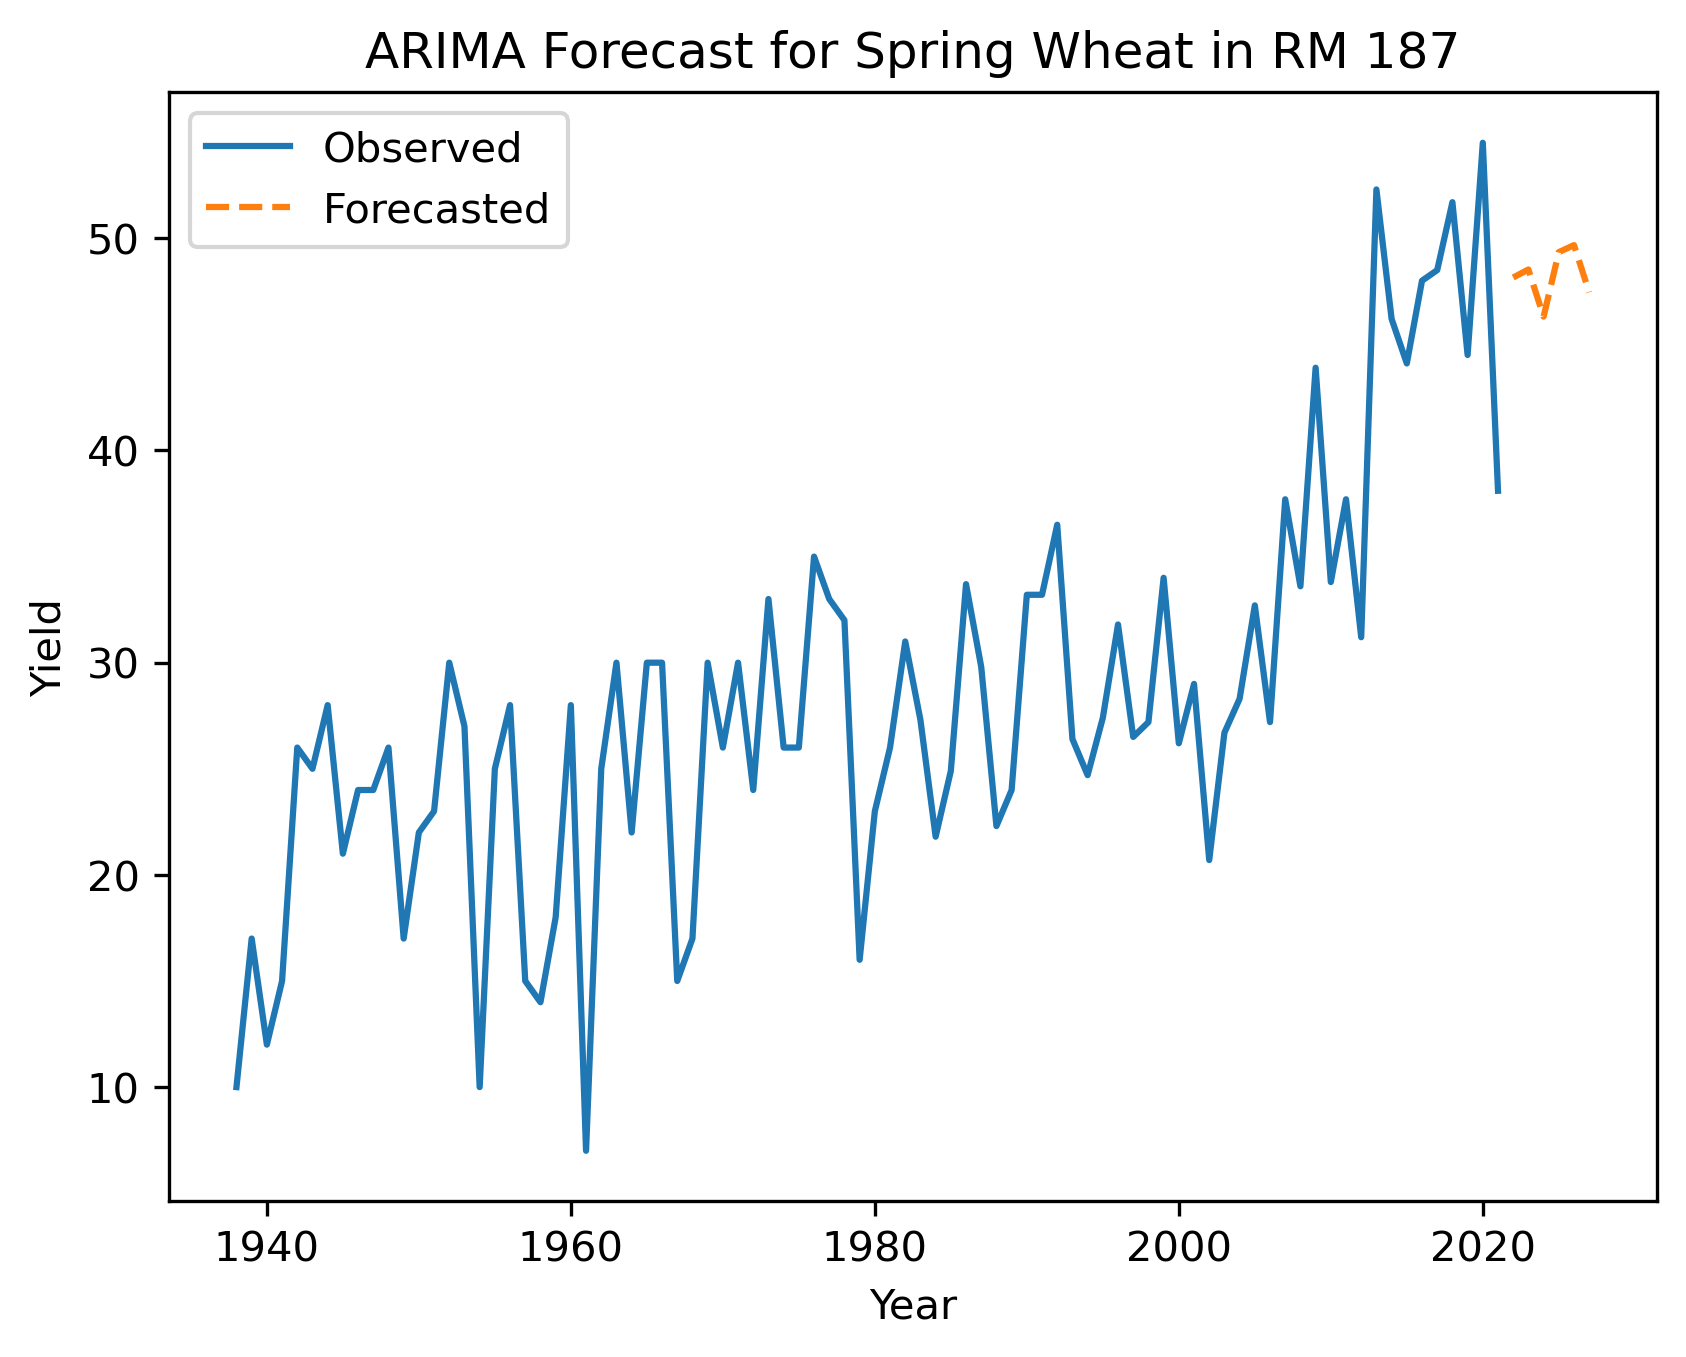 ARIMA Forecast for Spring Wheat in RM 187
Observed
Forecasted
50
40
30
20
10
Yield
1940 1960 1980 2000 2020
Year